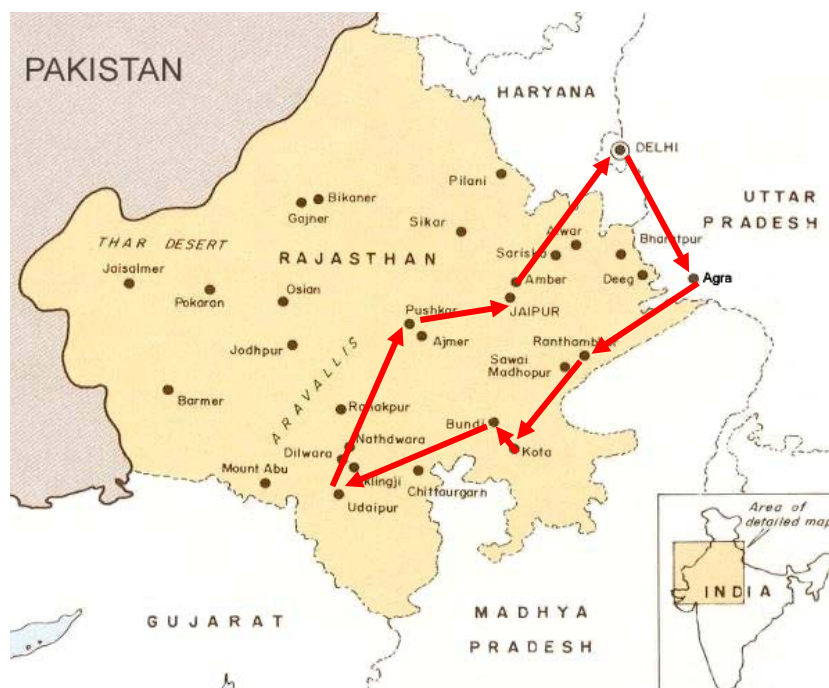 PAKISTAN
HARYANA
DELHI
Pilani
UTTAR
PRADESH
Bikaner
Gajner
Sikar
THAR DESERT
RAJASTHAN
Alwar
Sariska
Bharatpur
Deeg
Agra
Jaisalmer
Pokaran
Osian
Amber
JAIPUR
Pushkar
Ajmer
Jodhpur
ARAVALLIS
Sawai
Madhopur
Barmer
Ranakpur
Bundi
Kota
Nathdwara
Dilwara
Mount Abu
Chittaurgarh
Udaipur
Area of
detailed map
INDIA
GUJARAT
MADHYA
PRADESH